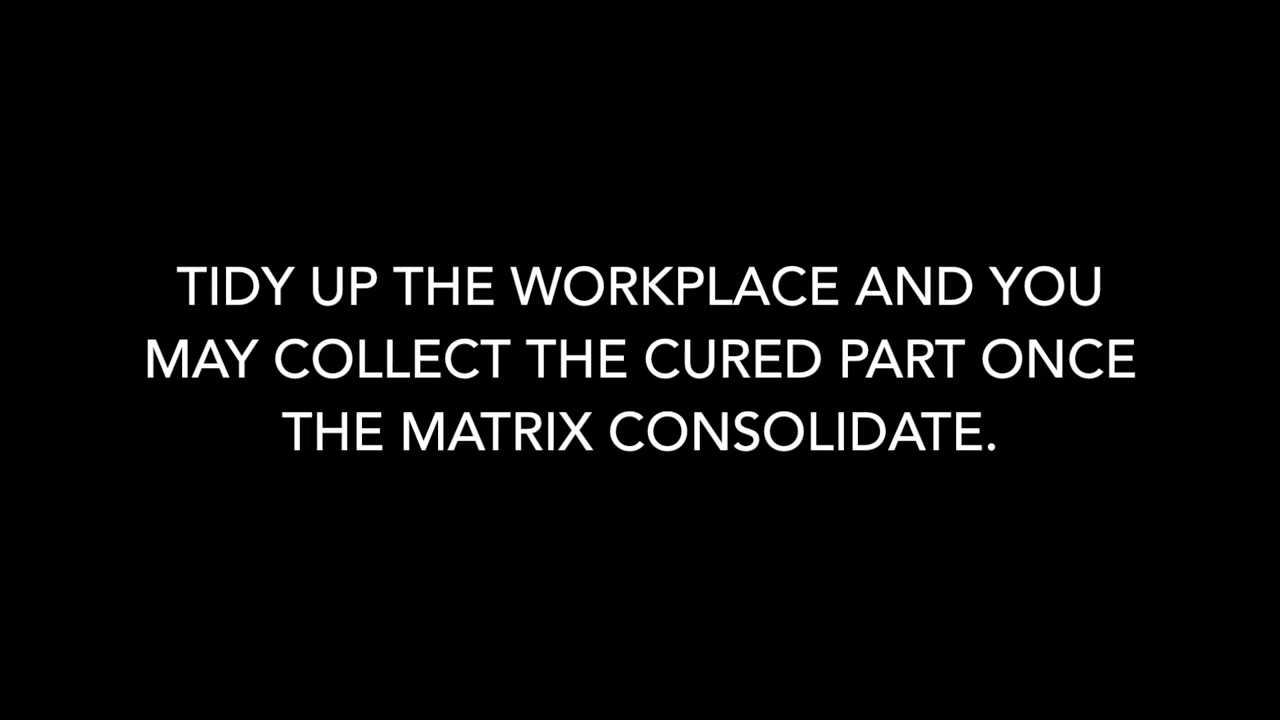 TIDY UP THE WORKPLACE AND YOU
MAY COLLECT THE CURED PART ONCE
THE MATRIX CONSOLIDATE.